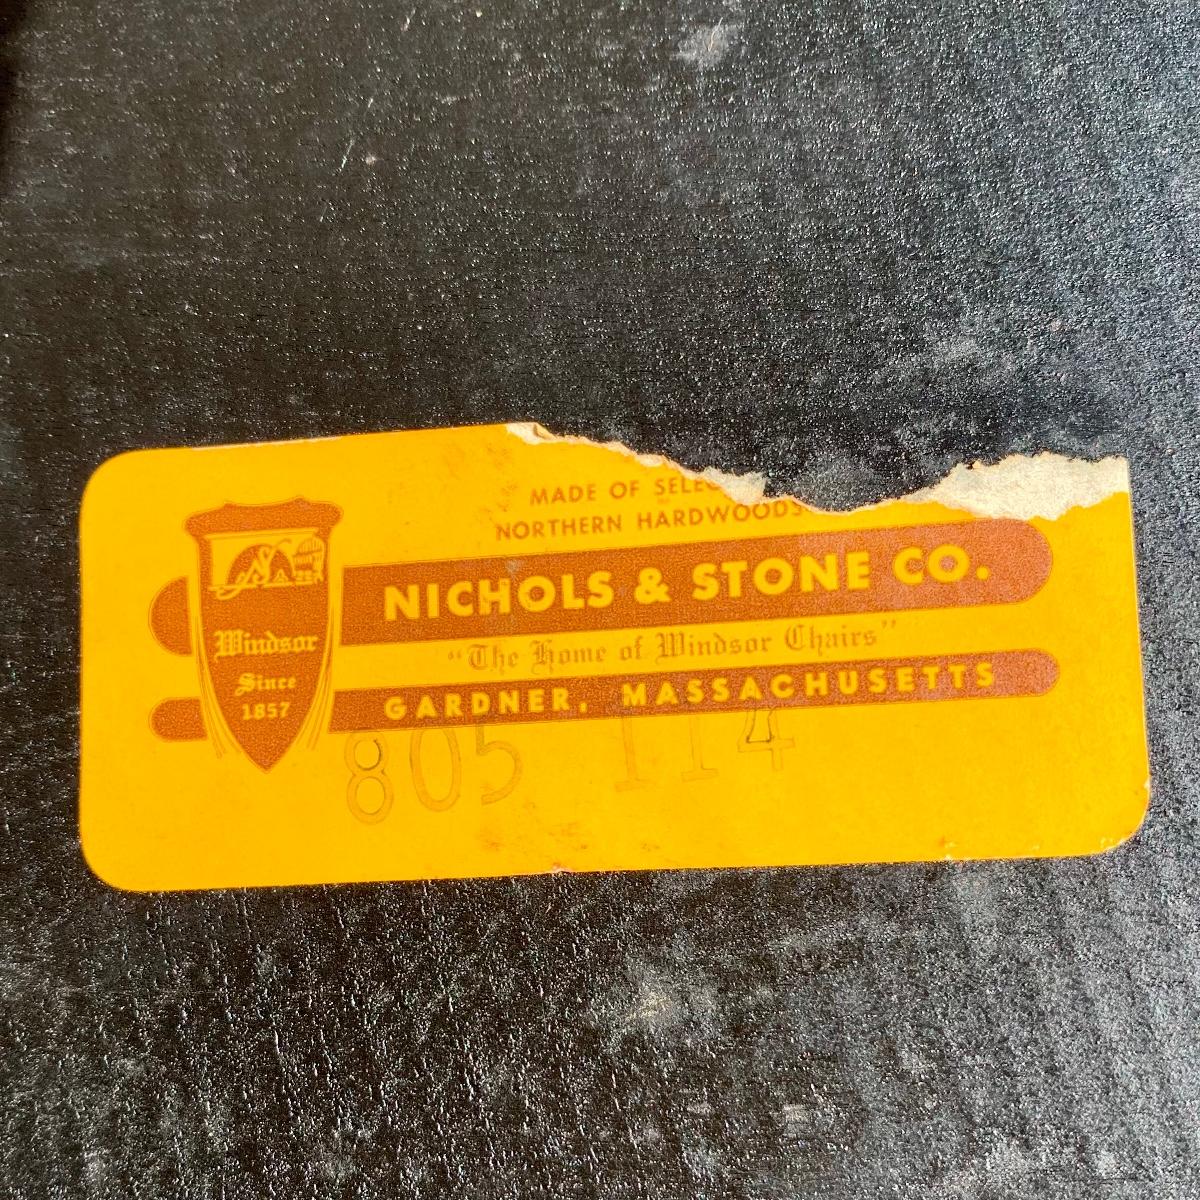 MADE OF SELEC
NORTHERN HARDWOODS
NICHOLS & STONE CO.
"The Home of Windsor Chairs"
GARDNER, MASSACHUSETTS
Windsor
Since
1857
805 114